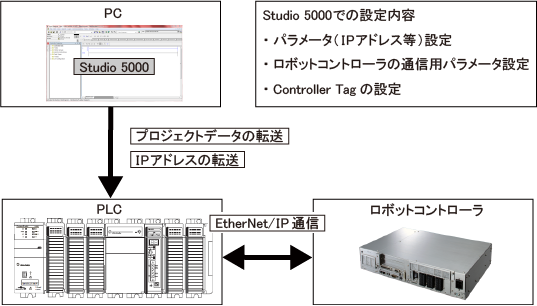 PC
Studio 5000
Studio 5000での設定内容
・パラメータ（IPアドレス等）設定
・ロボットコントローラの通信用パラメータ設定
・Controller Tag の設定
プロジェクトデータの転送
IPアドレスの転送
PLC
EtherNet/IP 通信
ロボットコントローラ